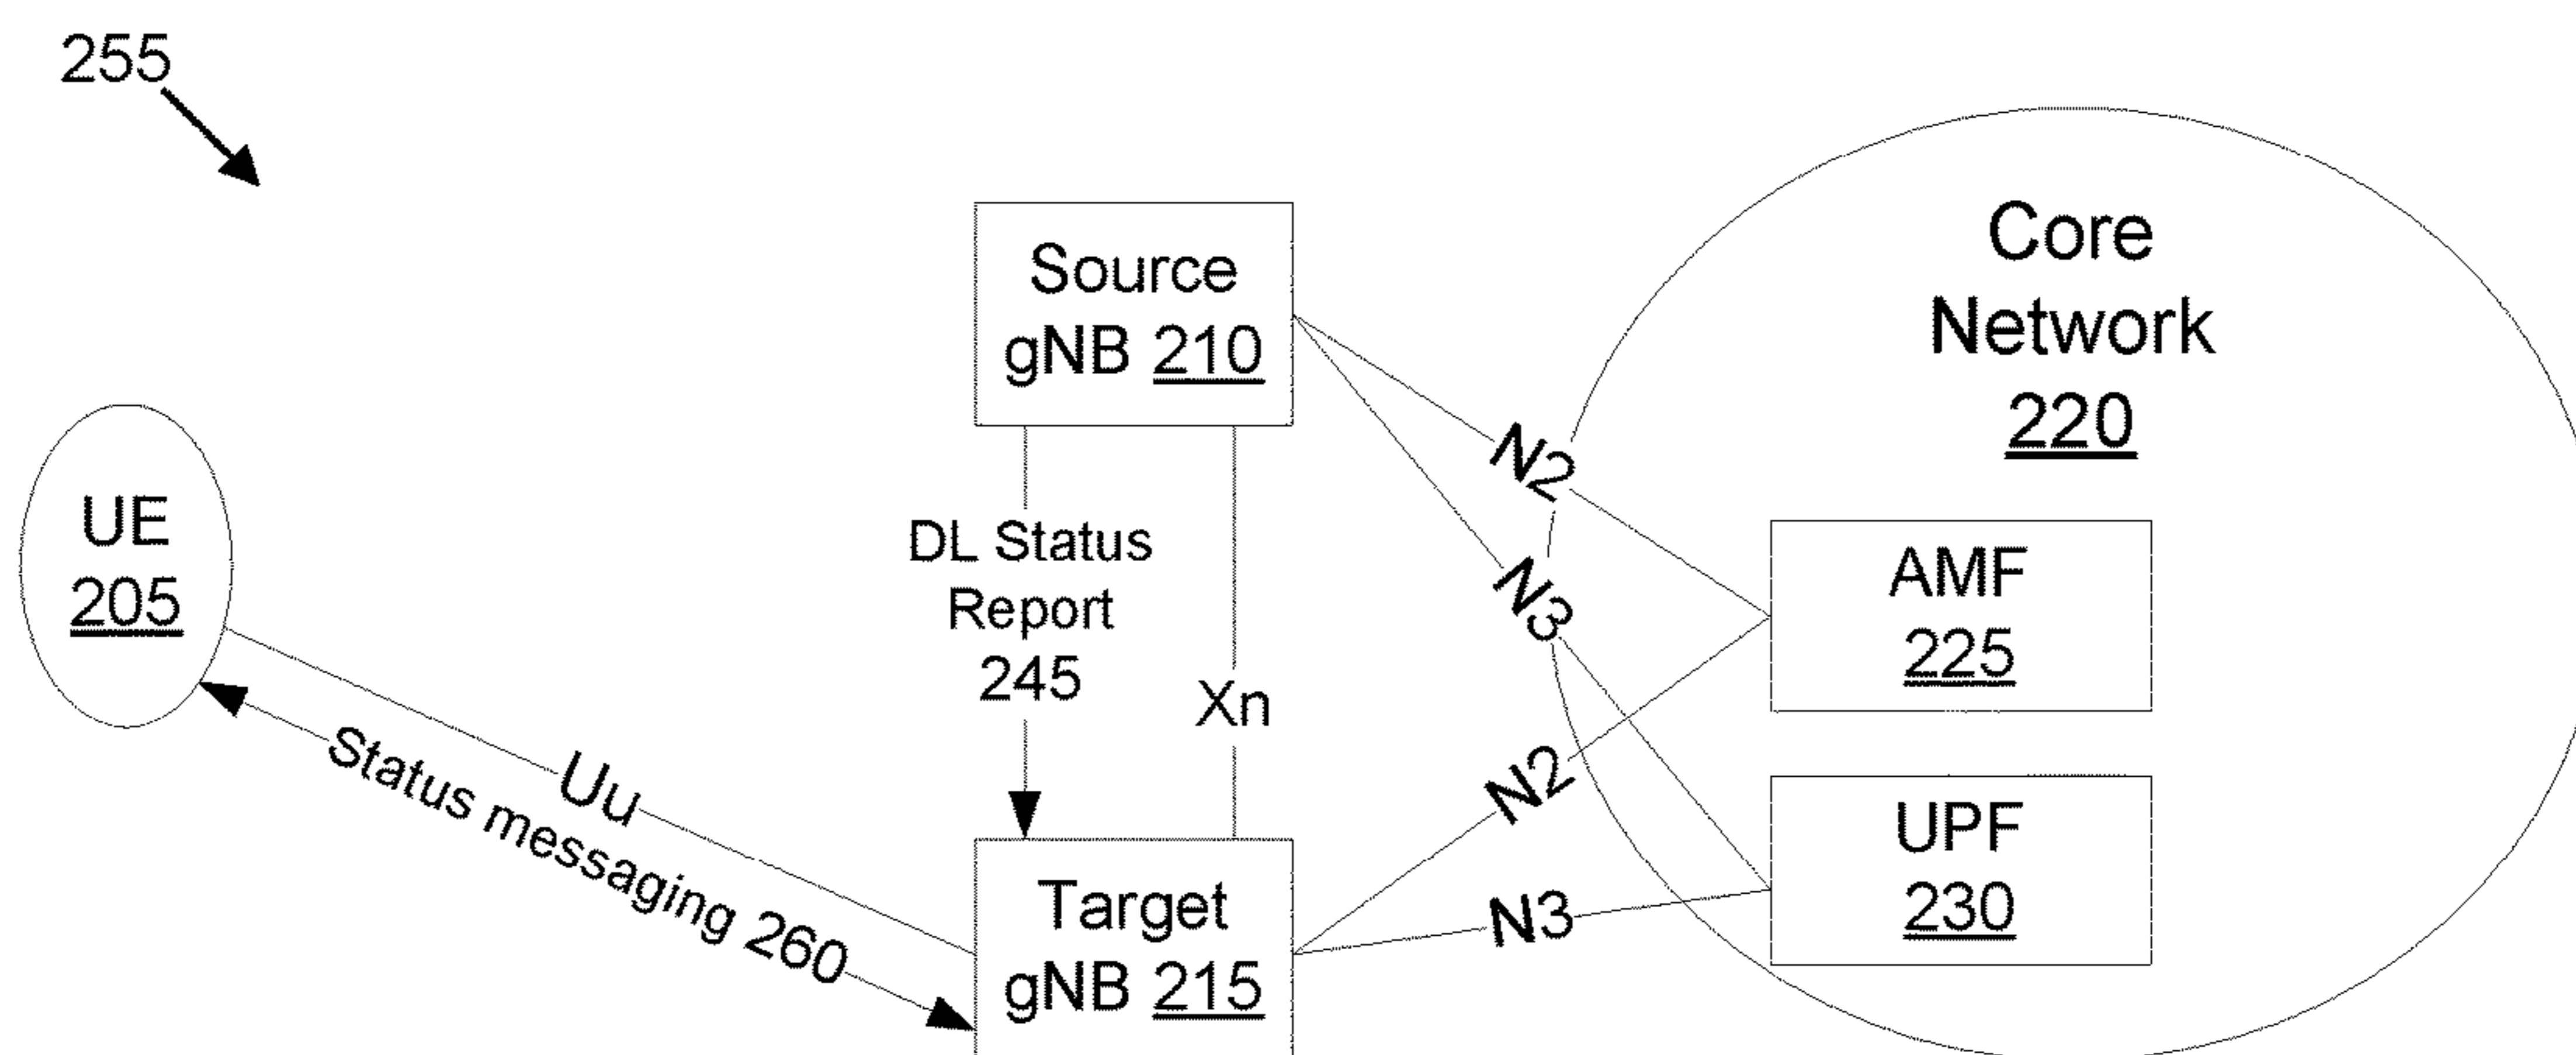 255
Source
gNB 210
Core
Network
220
UE
205
DL Status
Report
245
Xn
N2
N3
AMF
225
Uu
Status messaging 260
N2
N3
UPF
230
Target
gNB 215